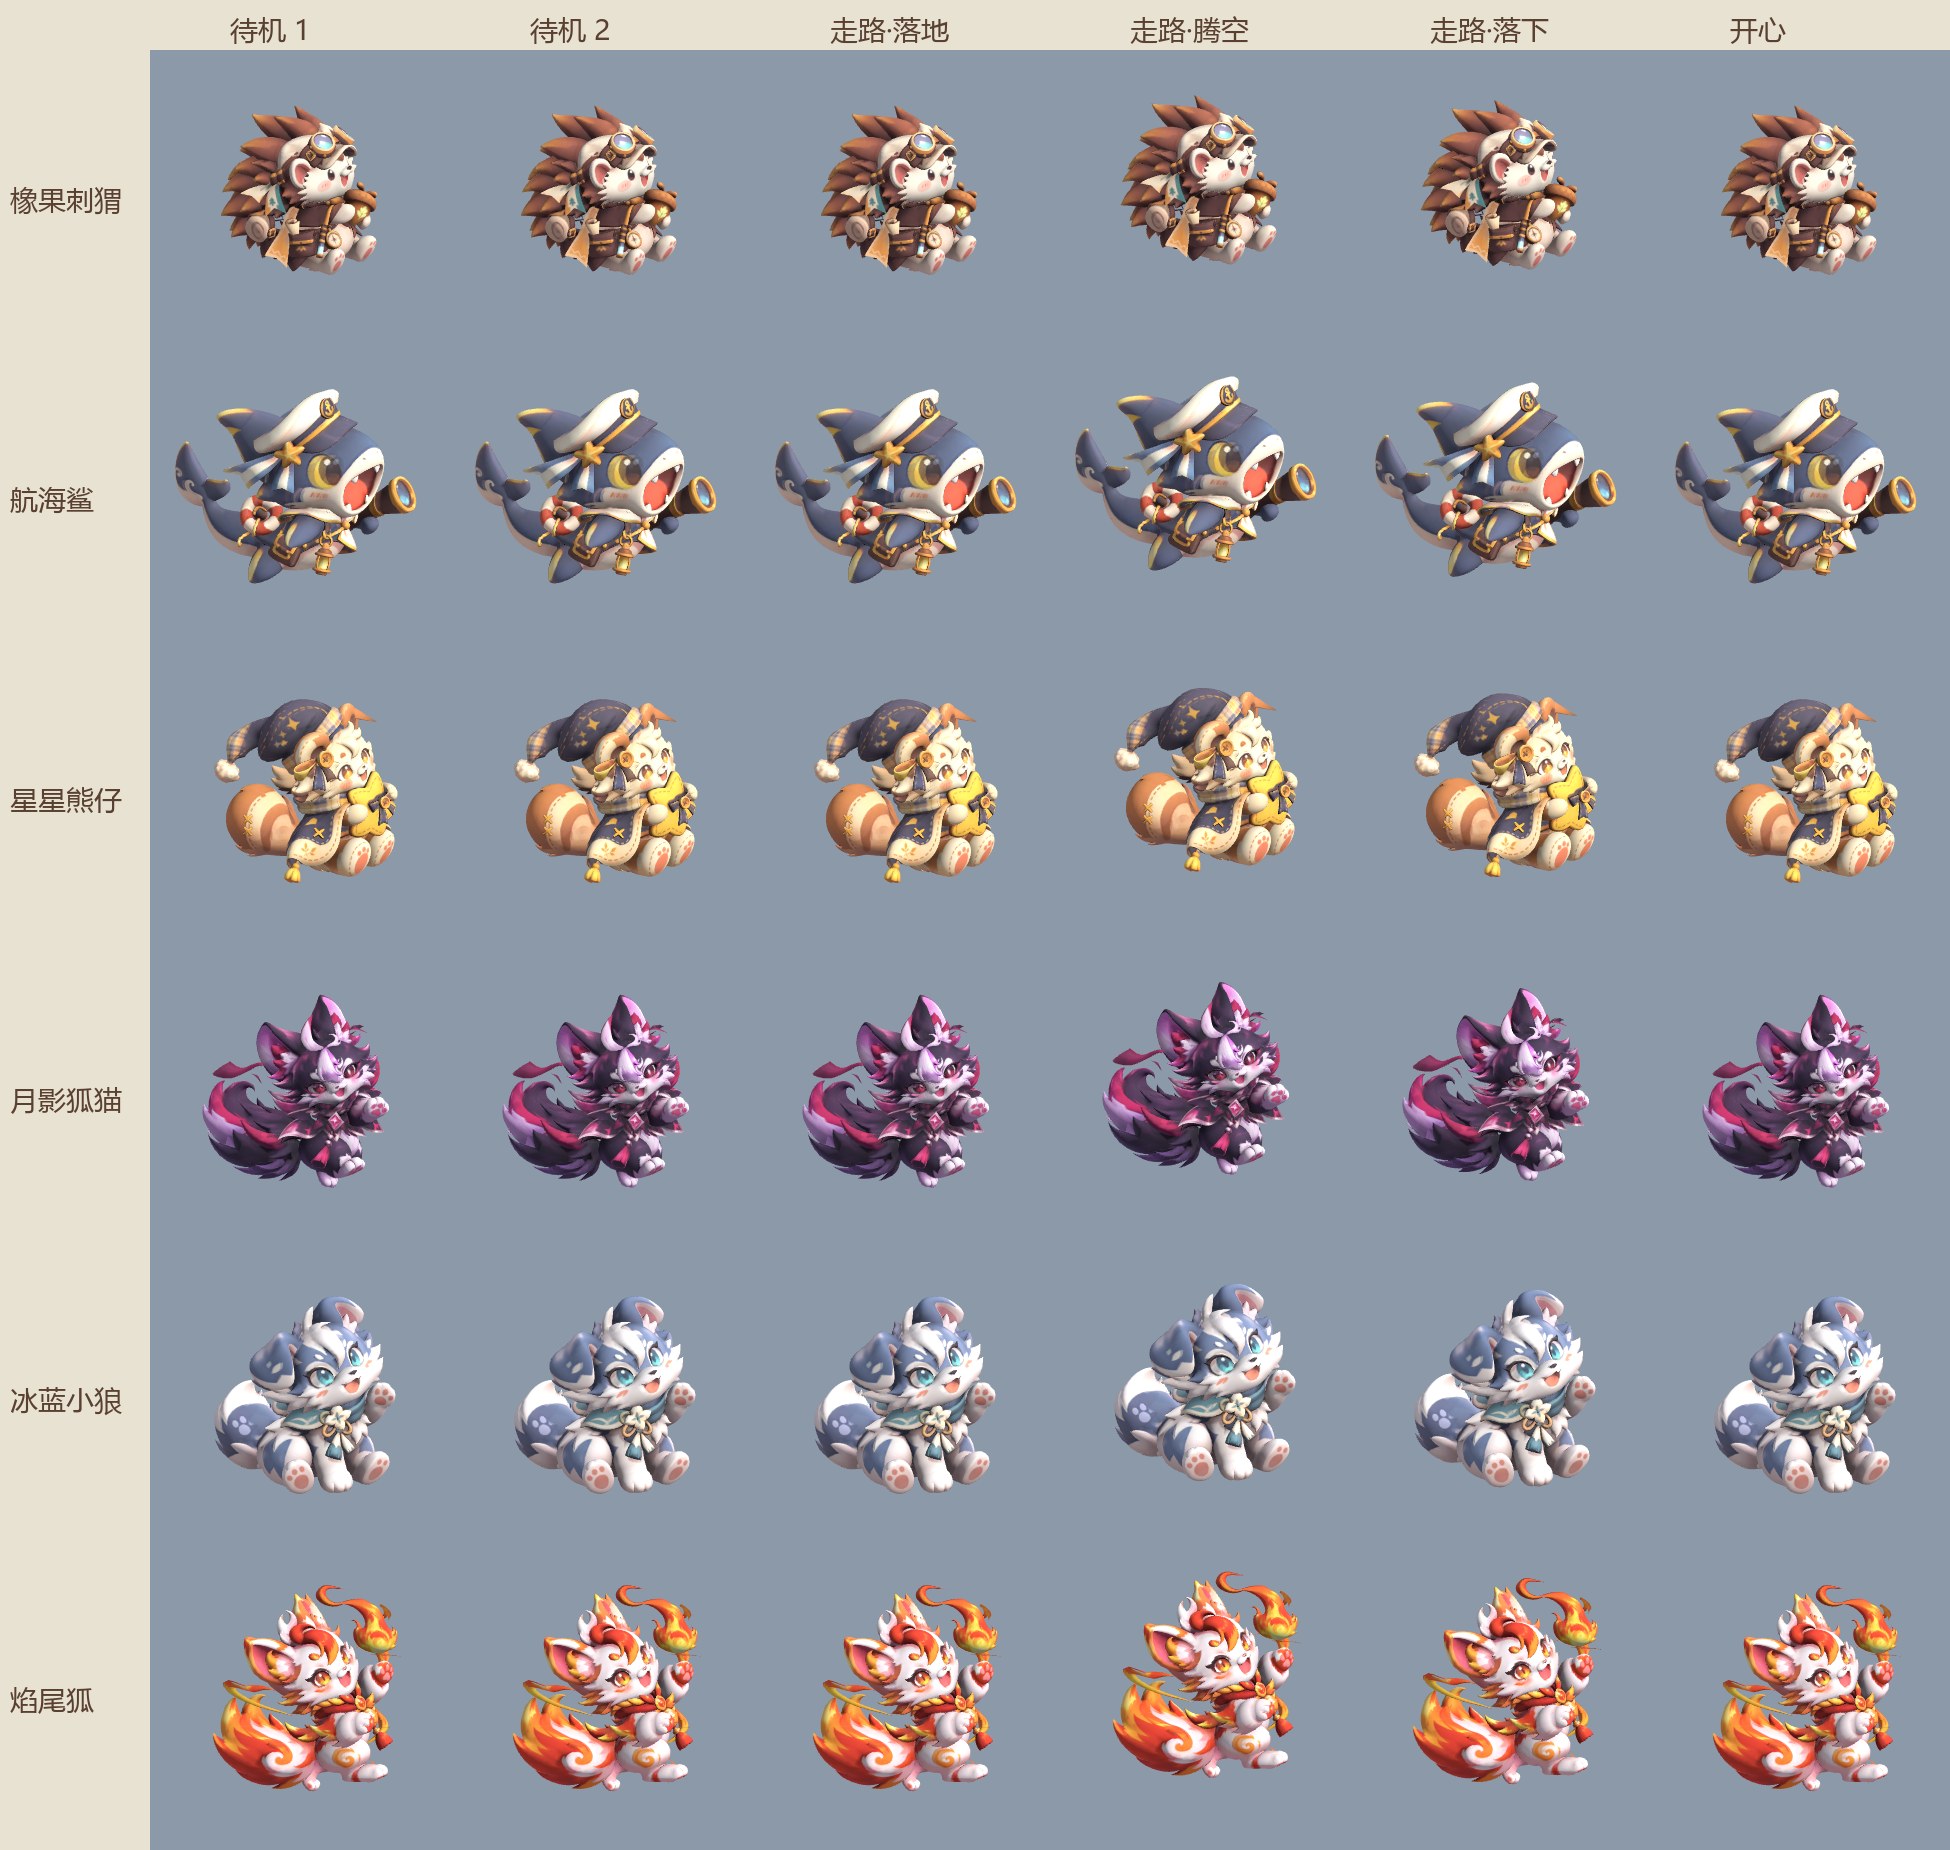 待机 1
待机 2
走路·落地
走路·腾空
走路·落下
开心
橡果刺猬
航海鲨
星星熊仔
月影狐猫
冰蓝小狼
焰尾狐